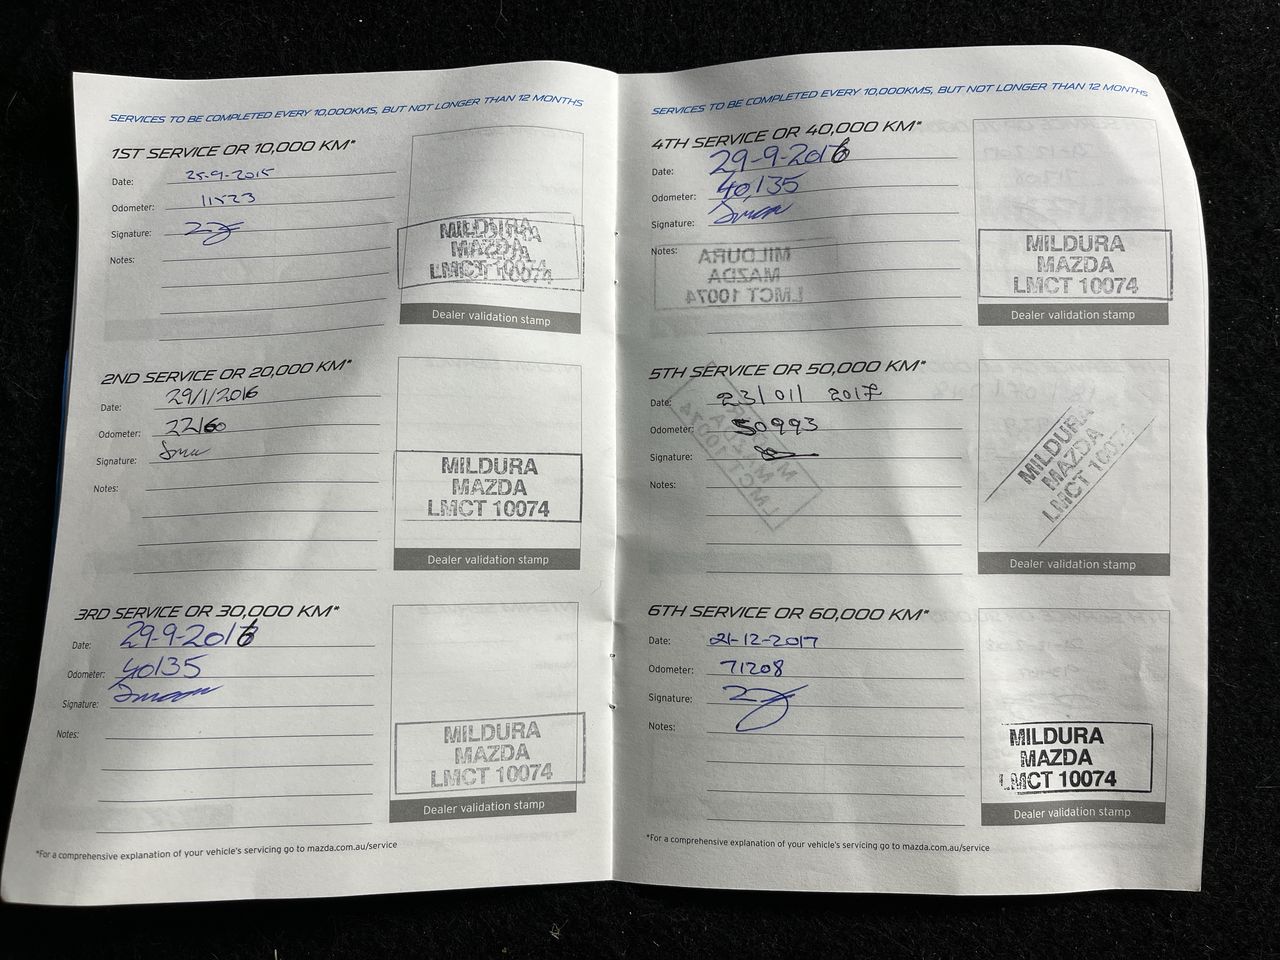 SERVICES TO BE COMPLETED EVERY 10,000KMS, BUT NOT LONGER THAN 12 MONTHS
1ST SERVICE OR 10,000 KM*
Date: 25-9-2015
Odometer: 11523
Signature:
Notes:
MILDURA
MAZDA
LMCT 10074
Dealer validation stamp
2ND SERVICE OR 20,000 KM*
Date: 29/1/2016
Odometer: 22160
Signature:
Notes:
MILDURA
MAZDA
LMCT 10074
Dealer validation stamp
3RD SERVICE OR 30,000 KM*
Date: 29-9-2016
Odometer: 40135
Signature:
Notes:
MILDURA
MAZDA
LMCT 10074
Dealer validation stamp
*For a comprehensive explanation of your vehicle's servicing go to mazda.com.au/service
SERVICES TO BE COMPLETED EVERY 10,000KMS, BUT NOT LONGER THAN 12 MONTHS
4TH SERVICE OR 40,000 KM*
Date: 29-9-2016
Odometer: 40,135
Signature:
Notes:
MILDURA
MAZDA
LMCT 10074
MILDURA
MAZDA
LMCT 10074
Dealer validation stamp
5TH SERVICE OR 50,000 KM*
Date: 23/01/ 2017
Odometer: 50993
Signature:
Notes:
MILDURA
MAZDA
LMCT 10074
Dealer validation stamp
6TH SERVICE OR 60,000 KM*
Date: 21-12-2017
Odometer: 71208
Signature:
Notes:
MILDURA
MAZDA
LMCT 10074
Dealer validation stamp
*For a comprehensive explanation of your vehicle's servicing go to mazda.com.au/service